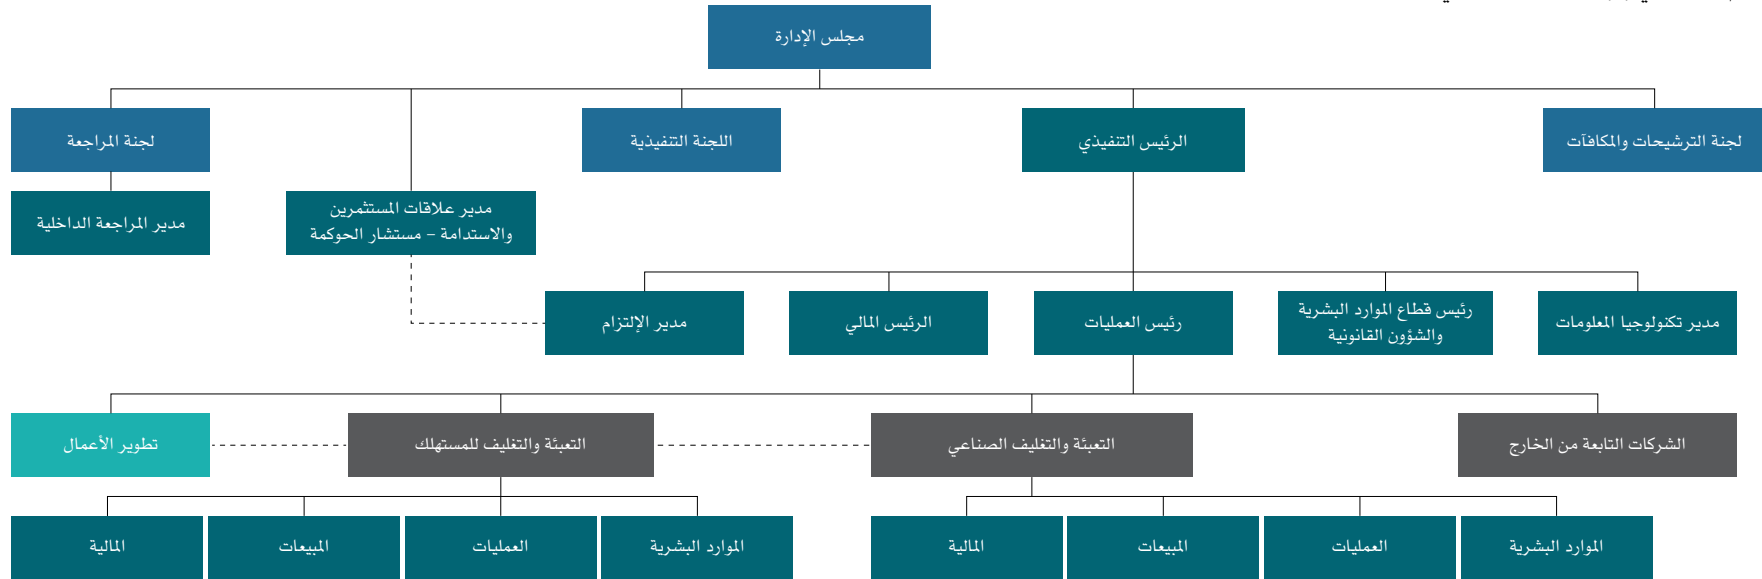 مجلس الإدارة
لجنة الترشيحات والمكافآت
الرئيس التنفيذي
اللجنة التنفيذية
لجنة المراجعة
مدير علاقات المستثمرين
والاستدامة – مستشار الحوكمة
مدير المراجعة الداخلية
مدير تكنولوجيا المعلومات
رئيس قطاع الموارد البشرية
والشؤون القانونية
رئيس العمليات
الرئيس المالي
مدير الإلتزام
الشركات التابعة من الخارج
التعبئة والتغليف الصناعي
التعبئة والتغليف للمستهلك
تطوير الأعمال
الموارد البشرية
العمليات
المبيعات
المالية
الموارد البشرية
العمليات
المبيعات
المالية